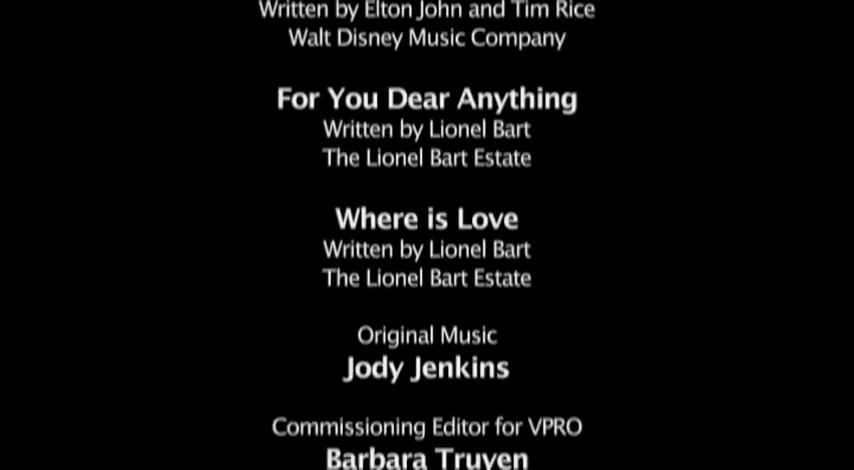 Written by Elton John and Tim Rice
Walt Disney Music Company
For You Dear Anything
Written by Lionel Bart
The Lionel Bart Estate
Where is Love
Written by Lionel Bart
The Lionel Bart Estate
Original Music
Jody Jenkins
Commissioning Editor for VPRO
Barbara Truyen